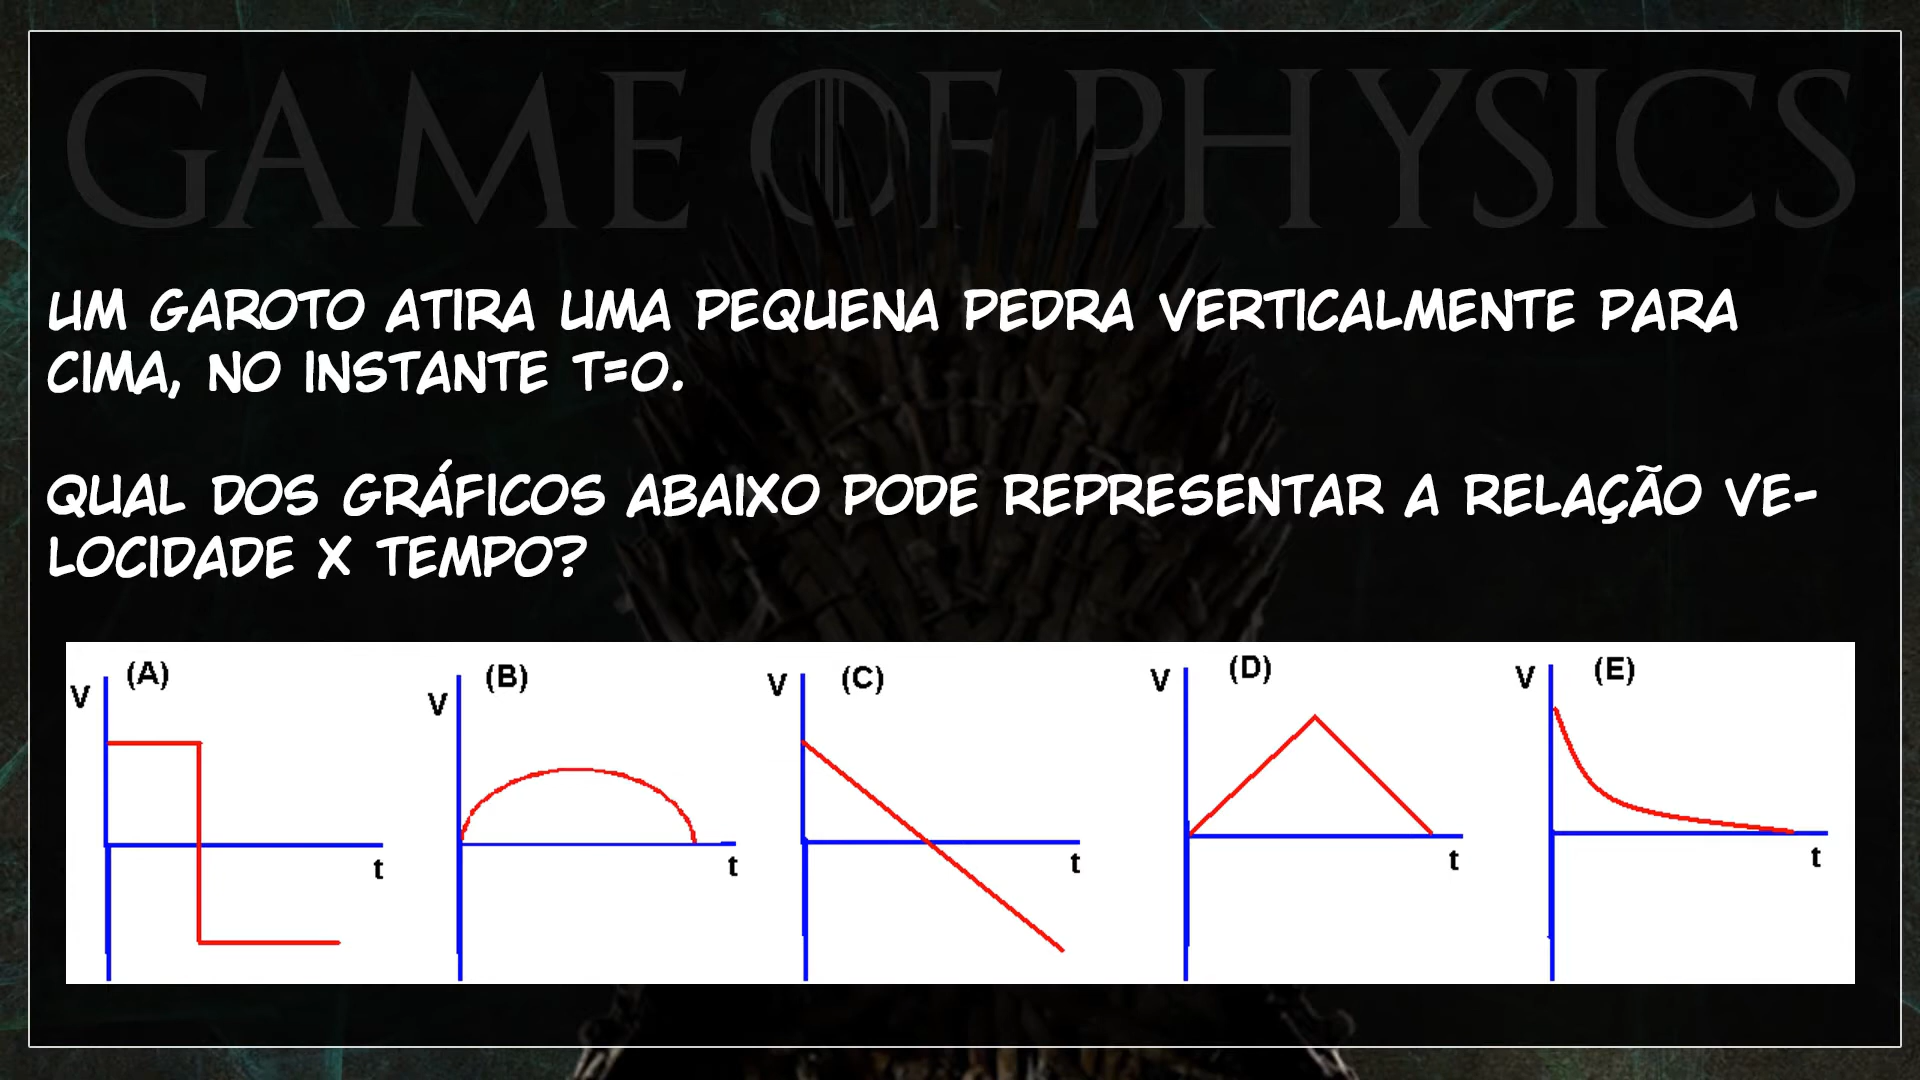 GAME OF PHYSICS
UM GAROTO ATIRA UMA PEQUENA PEDRA VERTICALMENTE PARA
CIMA, NO INSTANTE T=0.
QUAL DOS GRÁFICOS ABAIXO PODE REPRESENTAR A RELAÇÃO VE-
LOCIDADE X TEMPO?
(A) (B) (C) (D) (E)
V V V V V
t t t t t